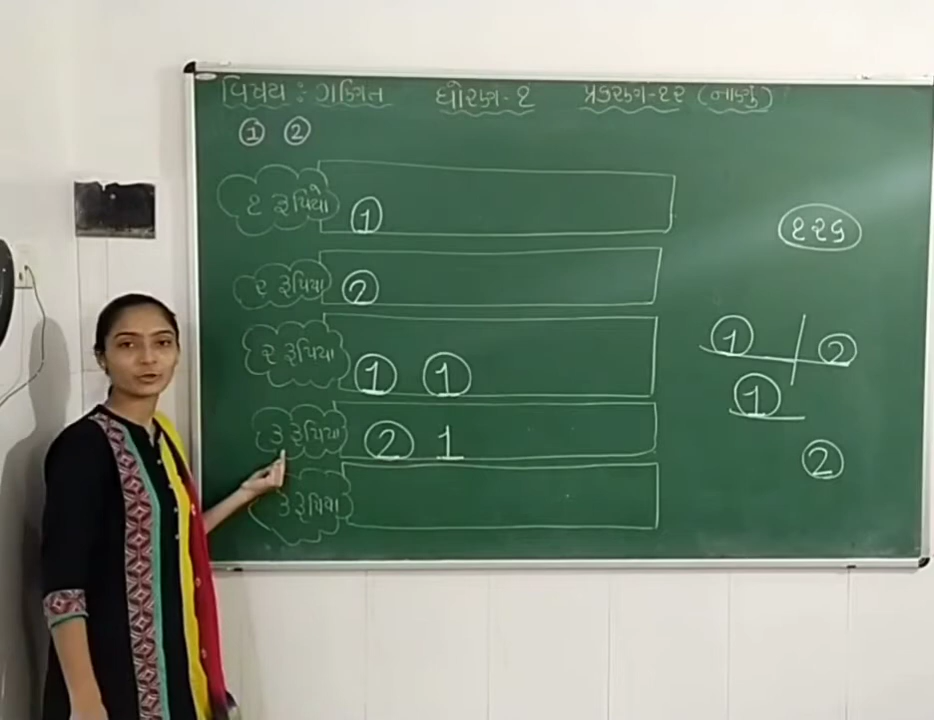 વિષય : ગણિત ધોરણ - ૧ પ્રકરણ - ૧૨ (નાણું)
1 2
૧ રૂપિયો 1
૨ રૂપિયા 2
૨ રૂપિયા 1 1
૩ રૂપિયા 2 1
૩ રૂપિયા
૧૨૬
1 / 2
1
2